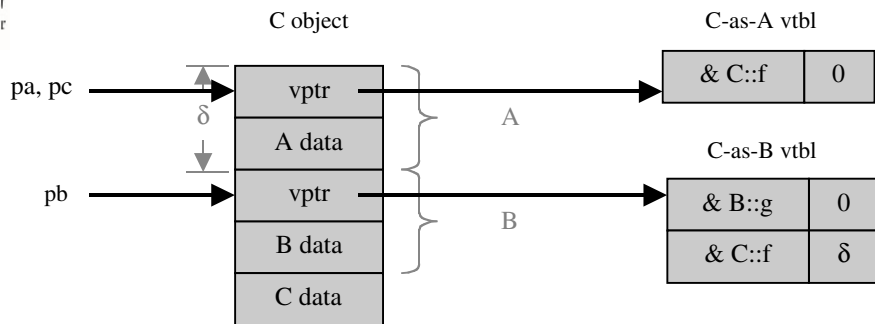 r
C object
C-as-A vtbl
pa, pc
vptr
& C::f 0
δ
A
A data
C-as-B vtbl
pb
vptr
& B::g 0
B
B data
& C::f δ
C data